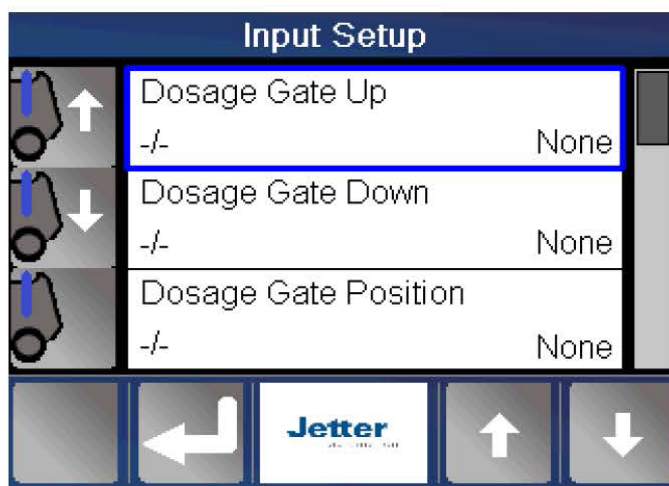 Input Setup
Dosage Gate Up
-/- None
Dosage Gate Down
-/- None
Dosage Gate Position
-/- None
Jetter